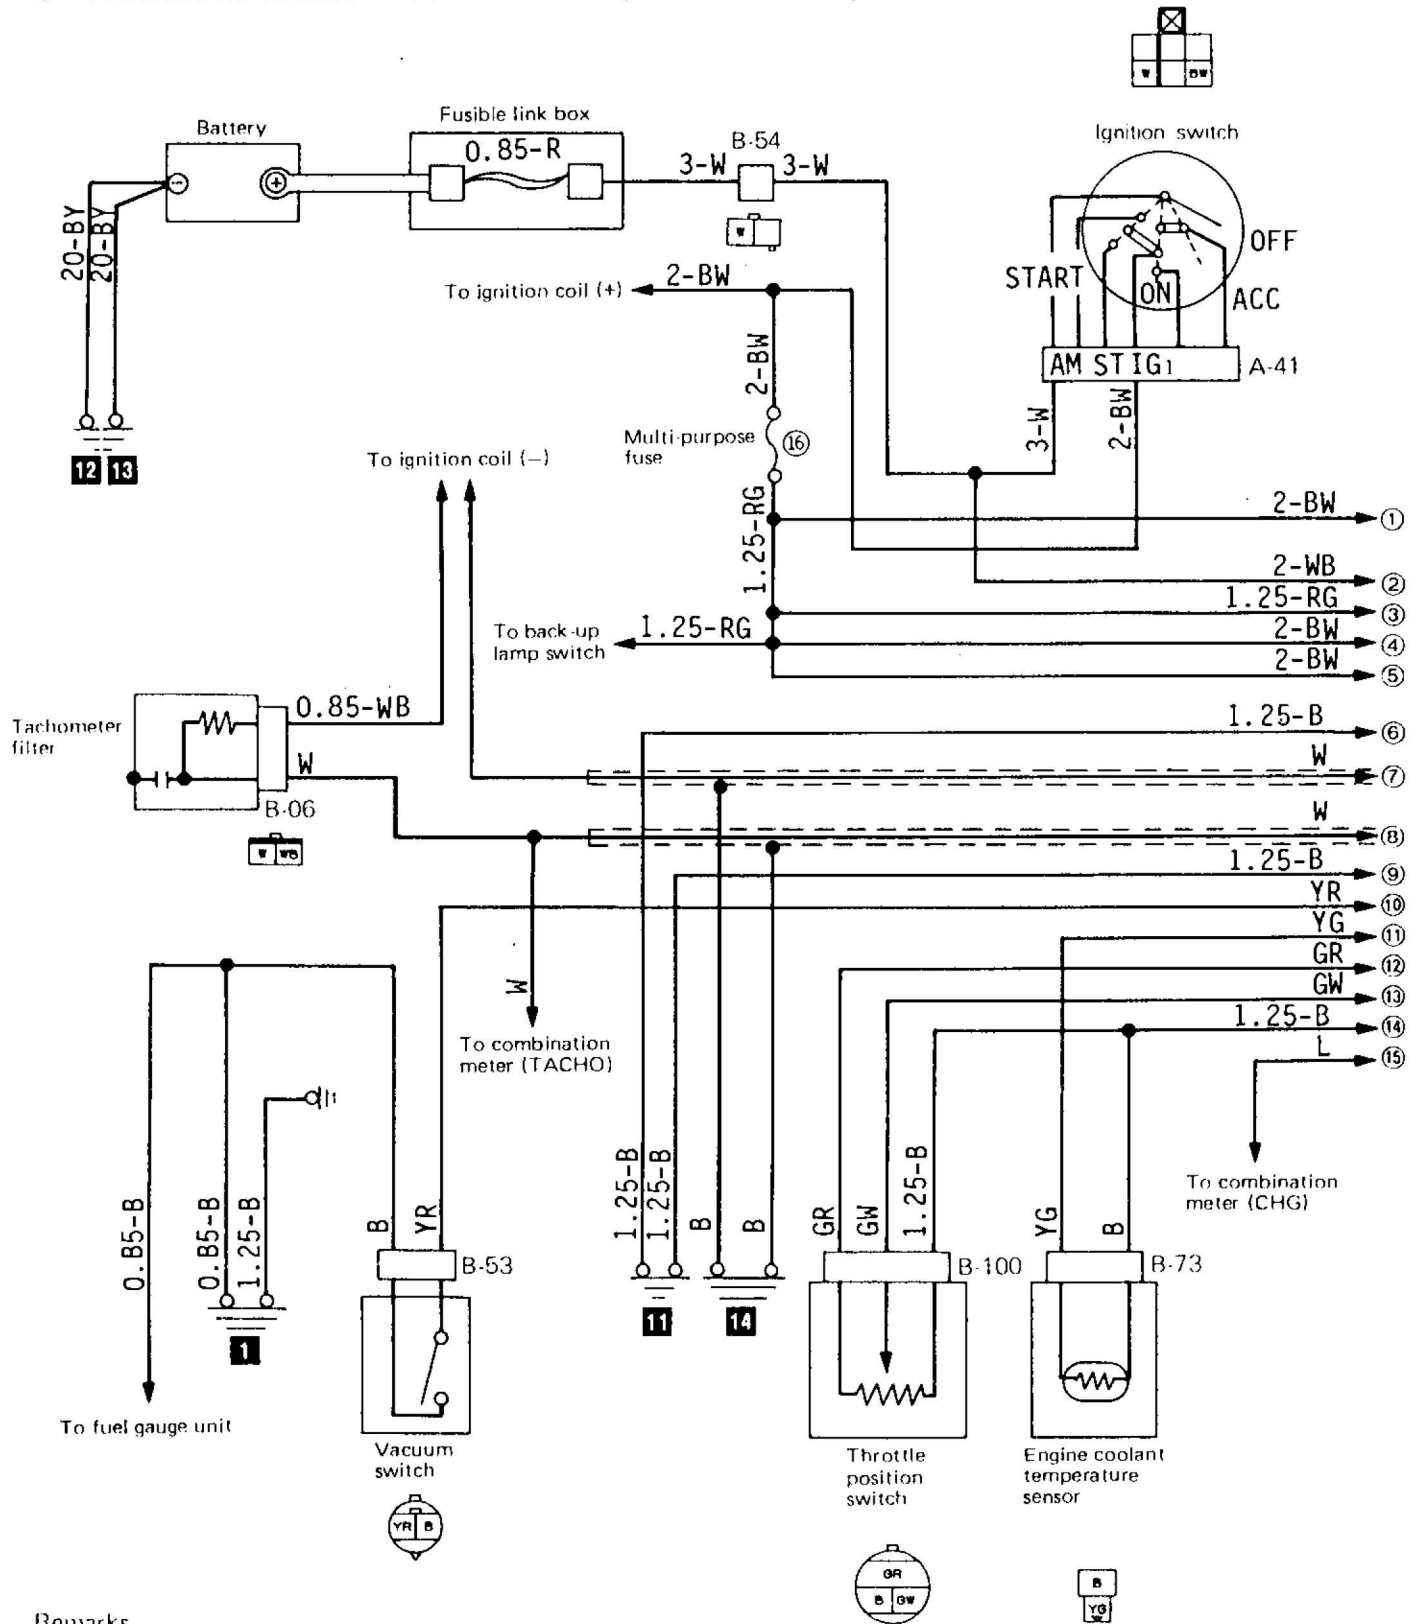 W BW
Ignition switch
Battery
Fusible link box
0.85-R
B-54
3-W 3-W
W
20-BY
20-BY
12 13
To ignition coil (+)
2-BW
START
ON
OFF
ACC
AM ST IG1
A-41
3-W
2-BW
2-BW
Multi-purpose
fuse
16
To ignition coil (−)
1.25-RG
2-BW 1
2-WB 2
1.25-RG 3
To back-up
lamp switch
1.25-RG
2-BW 4
2-BW 5
Tachometer
filter
0.85-WB
W
B-06
W WB
1.25-B 6
W 7
W 8
1.25-B 9
YR 10
YG 11
GR 12
GW 13
1.25-B 14
L 15
W
To combination
meter (TACHO)
To combination
meter (CHG)
0.B5-B
0.B5-B
1.25-B
1
B
YR
B-53
1.25-B
1.25-B
11
B
B
14
GR
GW
1.25-B
B-100
YG
B
B-73
To fuel gauge unit
Vacuum
switch
YR B
Throttle
position
switch
GR
B GW
Engine coolant
temperature
sensor
B
YG
W
Remarks